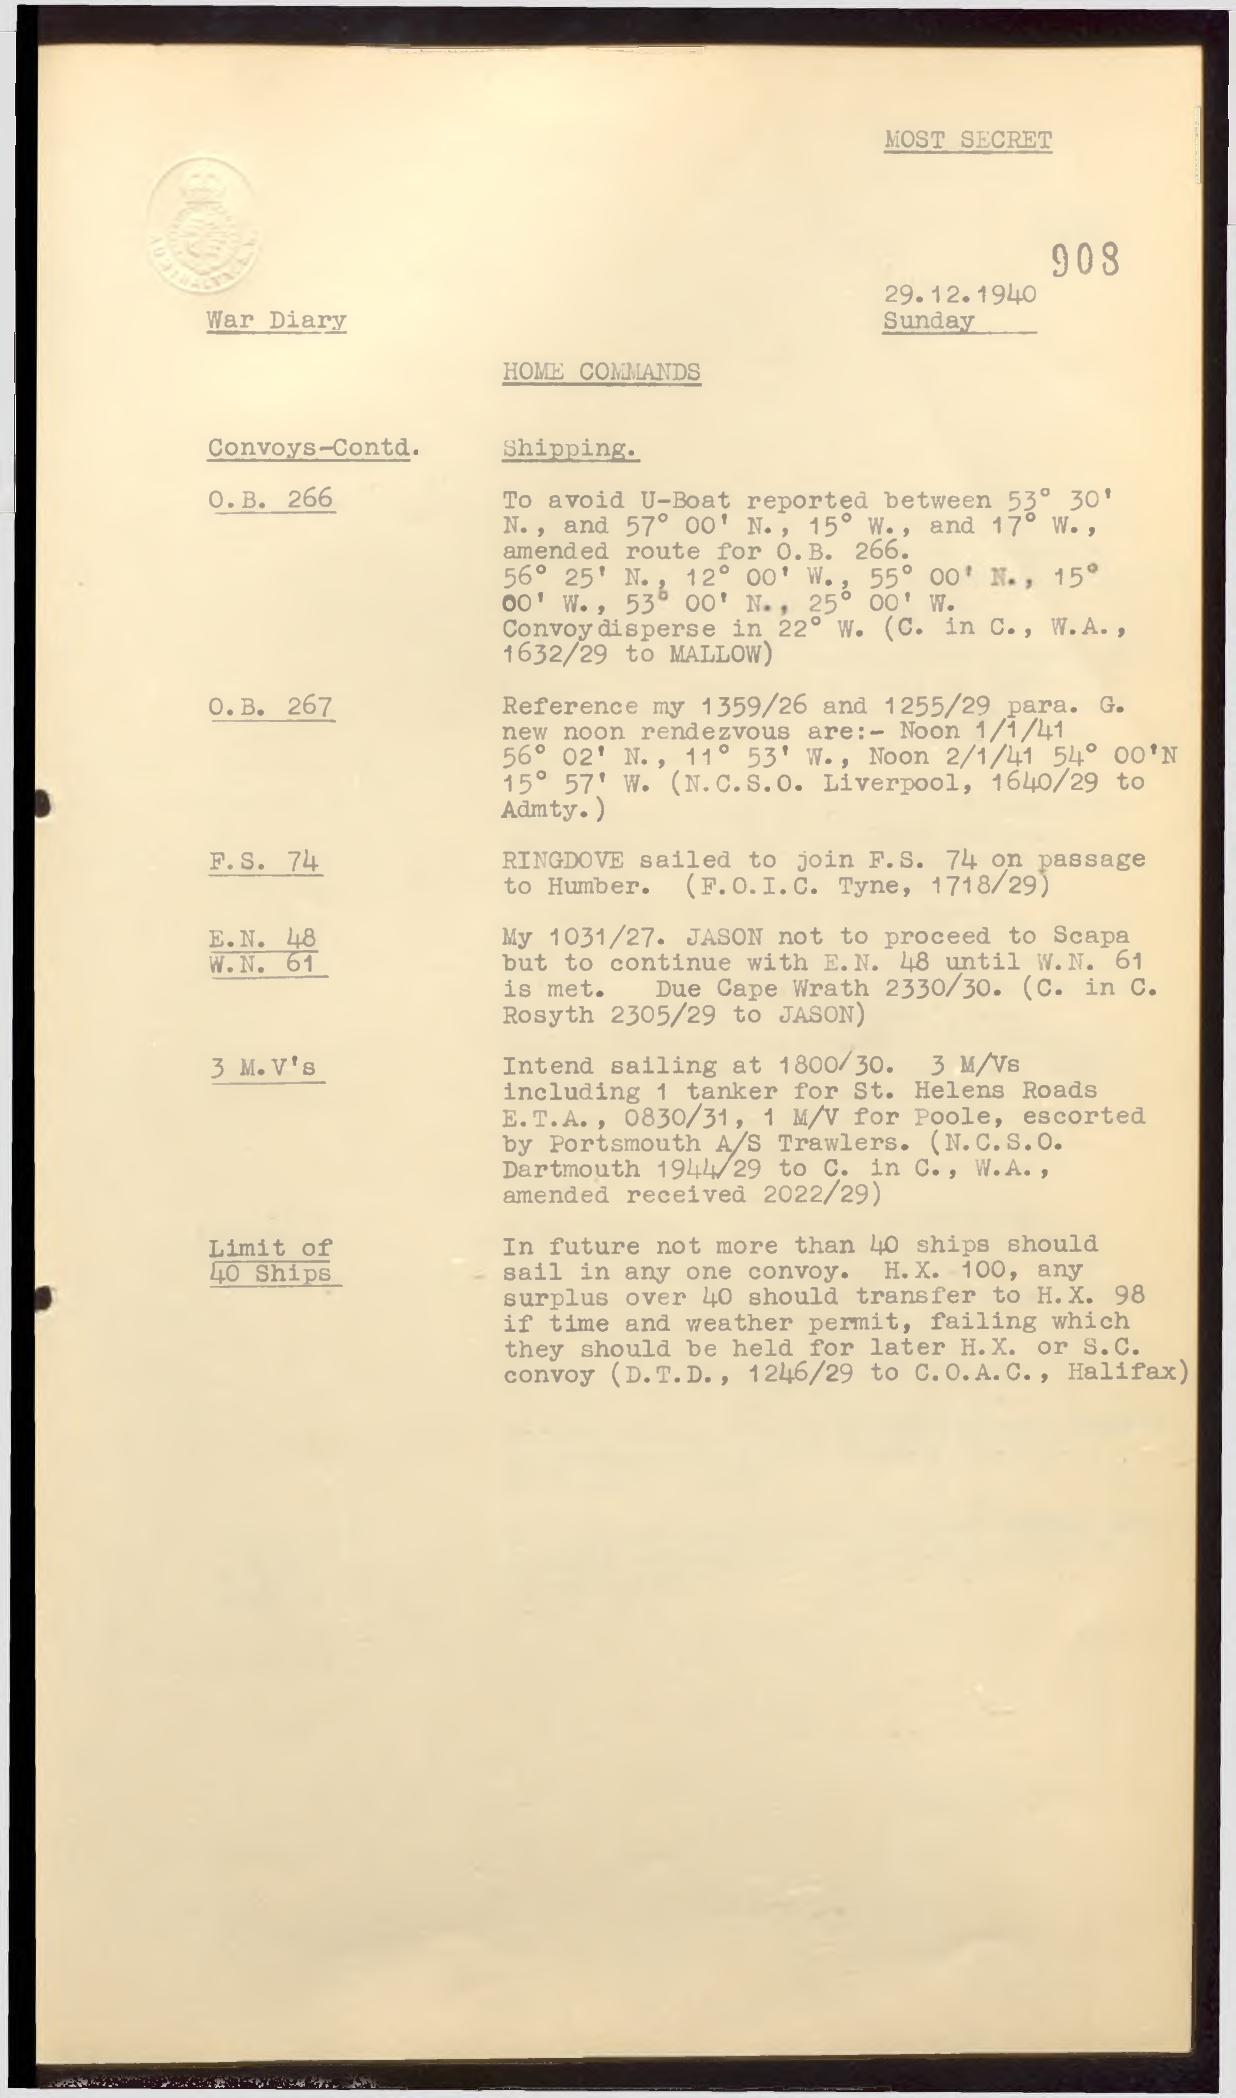 MOST SECRET
908
29.12.1940
Sunday
War Diary
HOME COMMANDS
Convoys-Contd.
Shipping.
O.B. 266
To avoid U-Boat reported between 53° 30'
N., and 57° 00' N., 15° W., and 17° W.,
amended route for O.B. 266.
56° 25' N., 12° 00' W., 55° 00' N., 15°
00' W., 53° 00' N., 25° 00' W.
Convoy disperse in 22° W. (C. in C., W.A.,
1632/29 to MALLOW)
O.B. 267
Reference my 1359/26 and 1255/29 para. G.
new noon rendezvous are:- Noon 1/1/41
56° 02' N., 11° 53' W., Noon 2/1/41 54° 00'N
15° 57' W. (N.C.S.O. Liverpool, 1640/29 to
Admty.)
F.S. 74
RINGDOVE sailed to join F.S. 74 on passage
to Humber. (F.O.I.C. Tyne, 1718/29)
E.N. 48
W.N. 61
My 1031/27. JASON not to proceed to Scapa
but to continue with E.N. 48 until W.N. 61
is met. Due Cape Wrath 2330/30. (C. in C.
Rosyth 2305/29 to JASON)
3 M.V's
Intend sailing at 1800/30. 3 M/Vs
including 1 tanker for St. Helens Roads
E.T.A., 0830/31, 1 M/V for Poole, escorted
by Portsmouth A/S Trawlers. (N.C.S.O.
Dartmouth 1944/29 to C. in C., W.A.,
amended received 2022/29)
Limit of
40 Ships
In future not more than 40 ships should
sail in any one convoy. H.X. 100, any
surplus over 40 should transfer to H.X. 98
if time and weather permit, failing which
they should be held for later H.X. or S.C.
convoy (D.T.D., 1246/29 to C.O.A.C., Halifax)